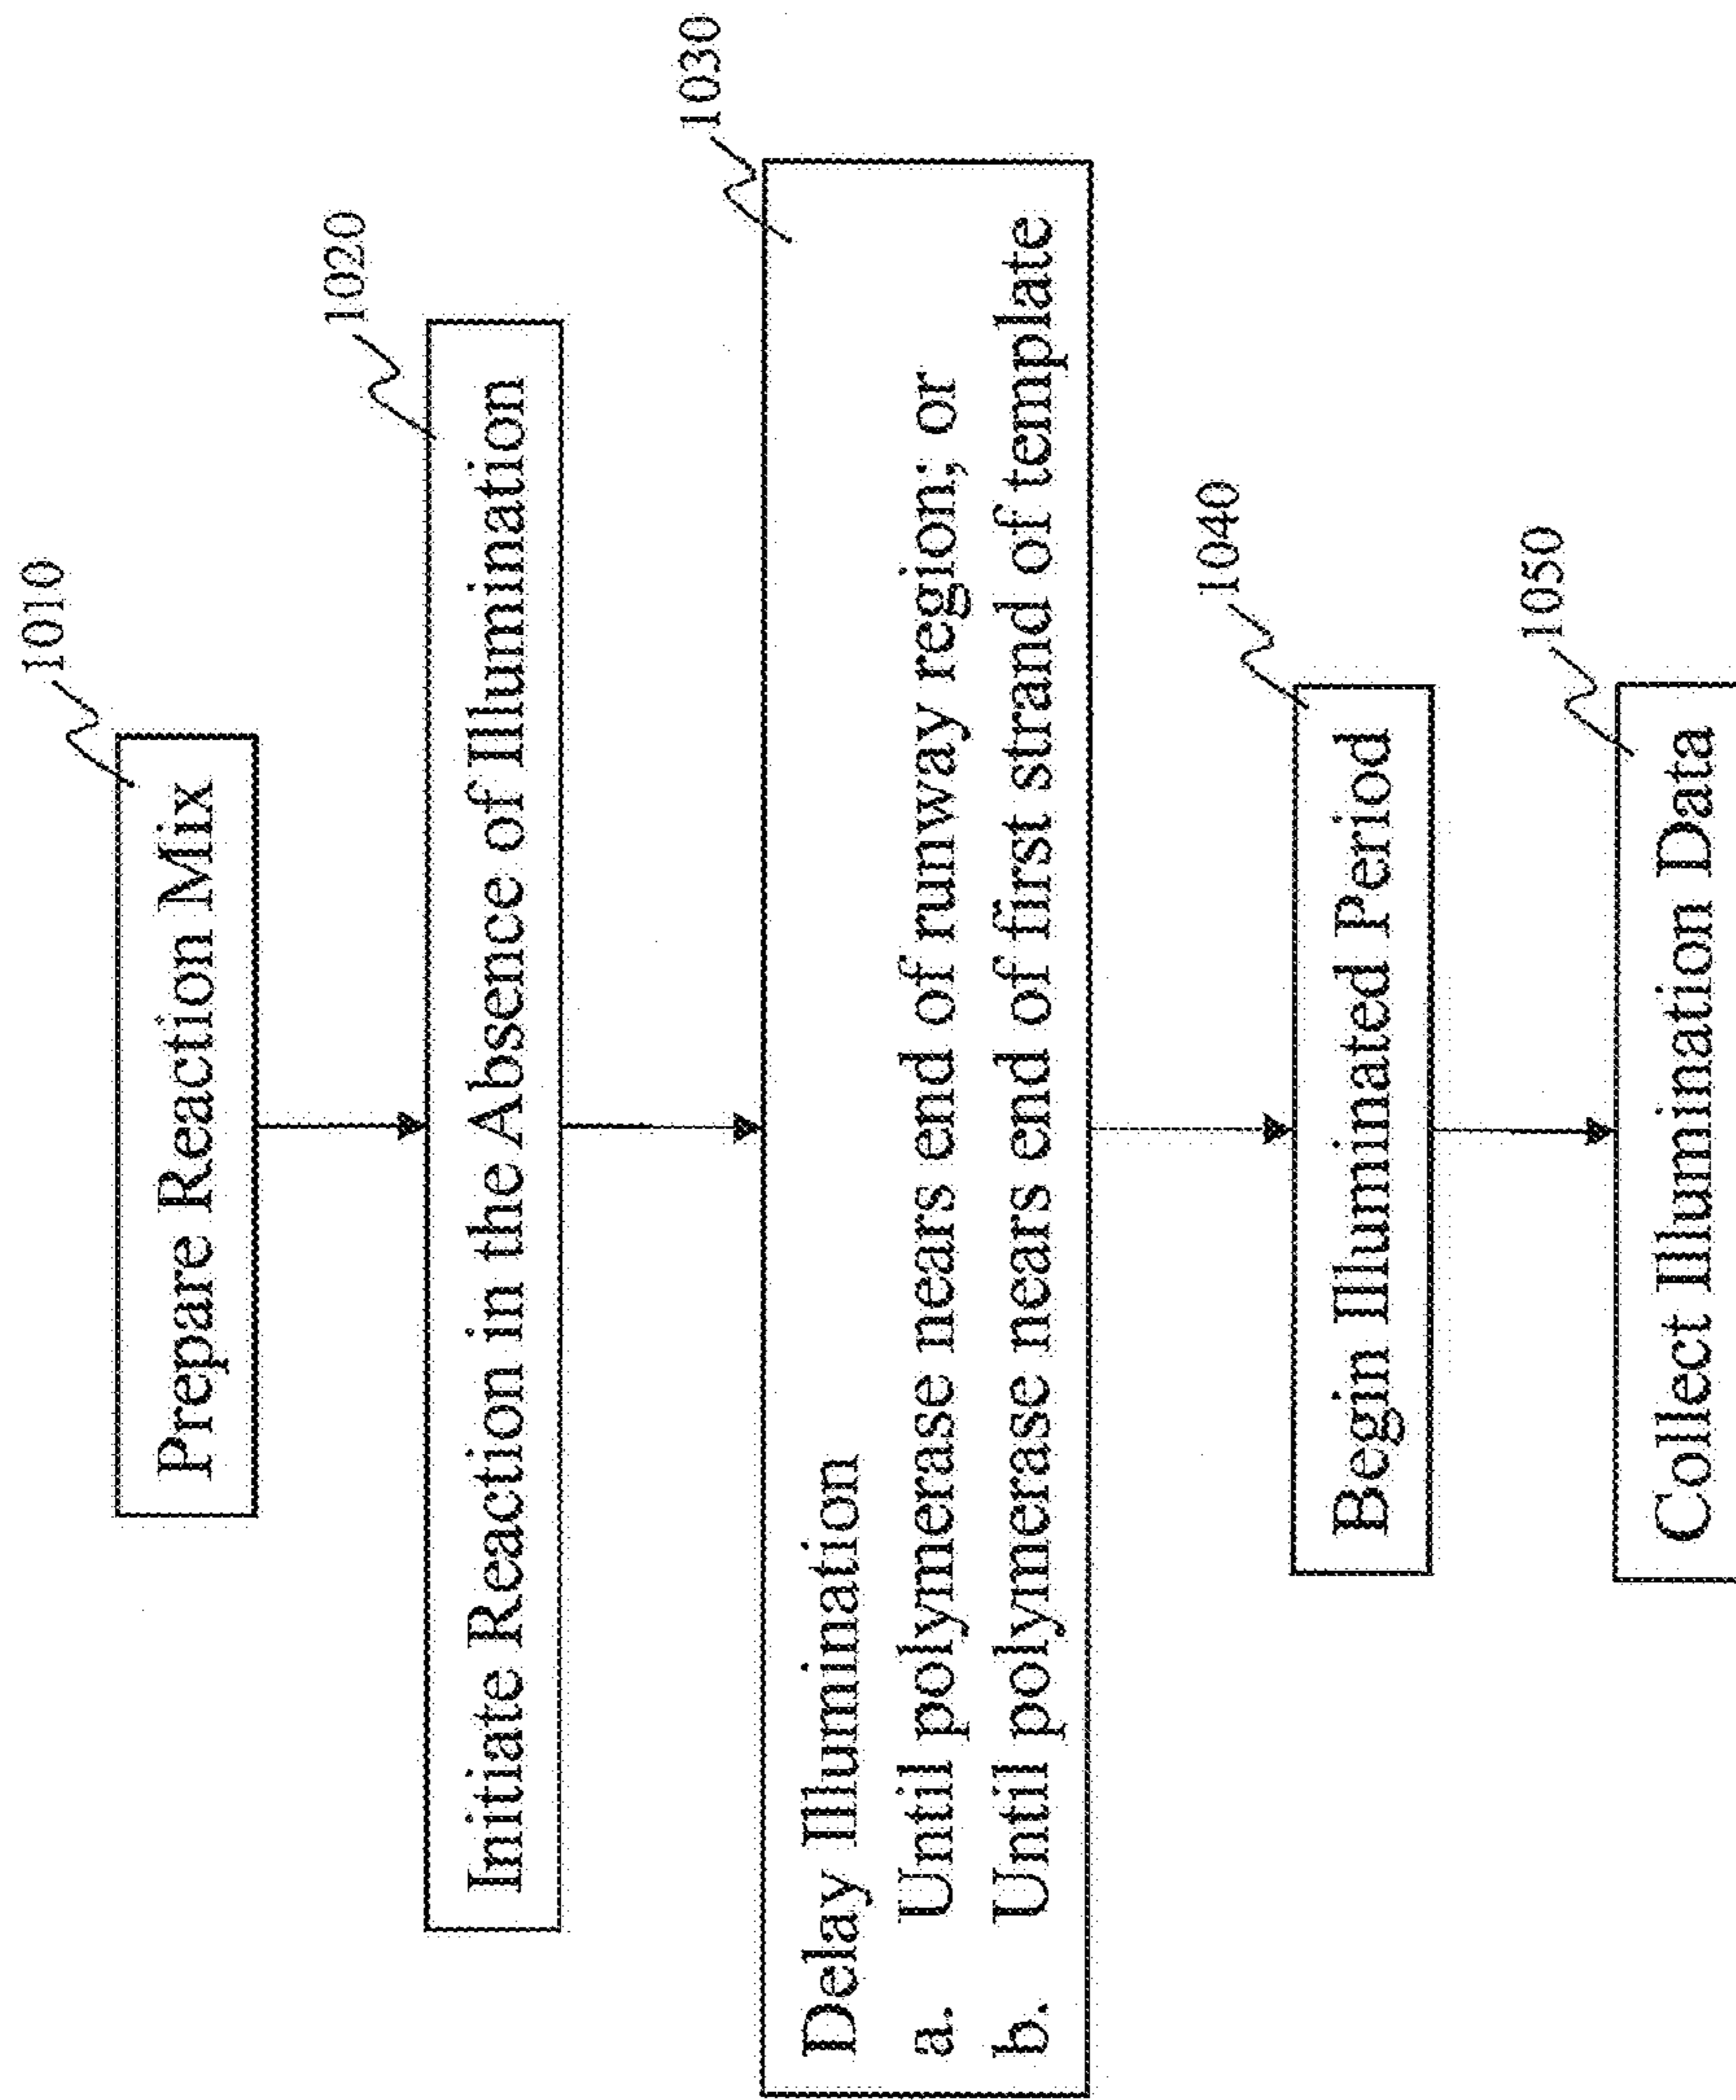 1010
Prepare Reaction Mix
1020
Initiate Reaction in the Absence of Illumination
1030
Delay Illumination
a. Until polymerase nears end of runway region; or
b. Until polymerase nears end of first strand of template
1040
Begin Illuminated Period
1050
Collect Illumination Data